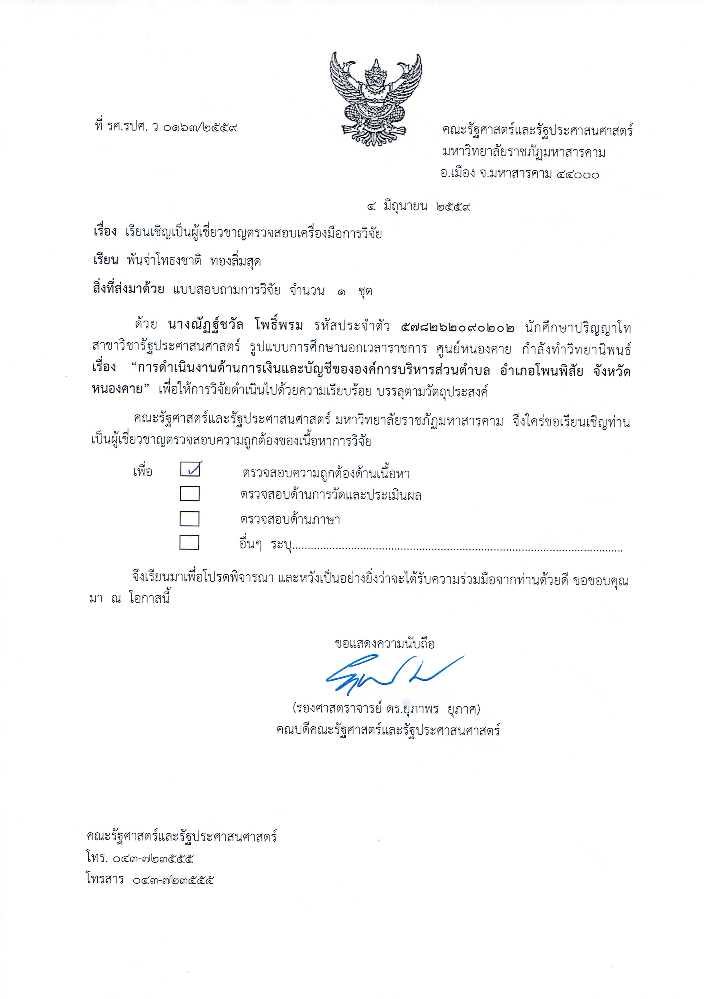 ที่ รศ.รปศ. ว ๐๑๖๓/๒๕๕๙
คณะรัฐศาสตร์และรัฐประศาสนศาสตร์
มหาวิทยาลัยราชภัฏมหาสารคาม
อ.เมือง จ.มหาสารคาม ๔๔๐๐๐
๔ มิถุนายน ๒๕๕๙
เรื่อง เรียนเชิญเป็นผู้เชี่ยวชาญตรวจสอบเครื่องมือการวิจัย
เรียน พันจ่าโทธงชาติ ทองลิ่มสุด
สิ่งที่ส่งมาด้วย แบบสอบถามการวิจัย จำนวน ๑ ชุด
ด้วย นางณัฏฐ์ชวัล โพธิ์พรม รหัสประจำตัว ๕๗๘๒๖๒๐๙๐๒๐๒ นักศึกษาปริญญาโท
สาขาวิชารัฐประศาสนศาสตร์ รูปแบบการศึกษานอกเวลาราชการ ศูนย์หนองคาย กำลังทำวิทยานิพนธ์
เรื่อง “การดำเนินงานด้านการเงินและบัญชีขององค์การบริหารส่วนตำบล อำเภอโพนพิสัย จังหวัด
หนองคาย” เพื่อให้การวิจัยดำเนินไปด้วยความเรียบร้อย บรรลุตามวัตถุประสงค์
คณะรัฐศาสตร์และรัฐประศาสนศาสตร์ มหาวิทยาลัยราชภัฏมหาสารคาม จึงใคร่ขอเรียนเชิญท่าน
เป็นผู้เชี่ยวชาญตรวจสอบความถูกต้องของเนื้อหาการวิจัย
เพื่อ ตรวจสอบความถูกต้องด้านเนื้อหา
ตรวจสอบด้านการวัดและประเมินผล
ตรวจสอบด้านภาษา
อื่นๆ ระบุ..............................................................................................................
จึงเรียนมาเพื่อโปรดพิจารณา และหวังเป็นอย่างยิ่งว่าจะได้รับความร่วมมือจากท่านด้วยดี ขอขอบคุณ
มา ณ โอกาสนี้
ขอแสดงความนับถือ
(รองศาสตราจารย์ ดร.ยุภาพร ยุภาศ)
คณบดีคณะรัฐศาสตร์และรัฐประศาสนศาสตร์
คณะรัฐศาสตร์และรัฐประศาสนศาสตร์
โทร. ๐๔๓-๗๒๓๕๕๕
โทรสาร ๐๔๓-๗๒๓๕๕๕